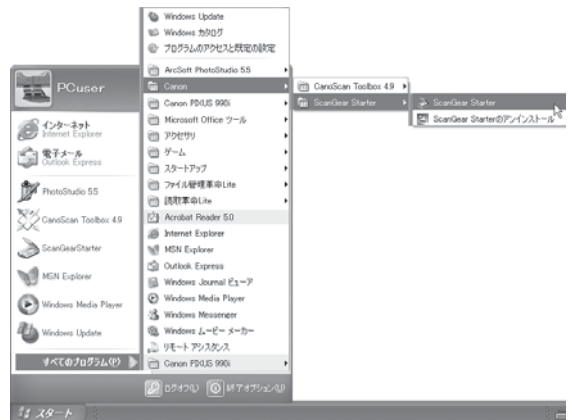 PCuser
インターネット
Internet Explorer
電子メール
Outlook Express
PhotoStudio 5.5
CanoScan Toolbox 4.9
ScanGearStarter
MSN Explorer
Windows Media Player
Windows Update
すべてのプログラム(P)
Windows Update
Windows カタログ
プログラムのアクセスと既定の設定
ArcSoft PhotoStudio 5.5
Canon
Canon PIXUS 990i
Microsoft Office ツール
アクセサリ
ゲーム
スタートアップ
ファイル管理革命Lite
読取革命Lite
Acrobat Reader 5.0
Internet Explorer
MSN Explorer
Outlook Express
Windows Journal ビューア
Windows Media Player
Windows Messenger
Windows ムービー メーカー
リモート アシスタンス
Canon PIXUS 990i
CanoScan Toolbox 4.9
ScanGear Starter
ScanGear Starter
ScanGear Starterのアンインストール
ログオフ(L)
終了オプション(U)
スタート